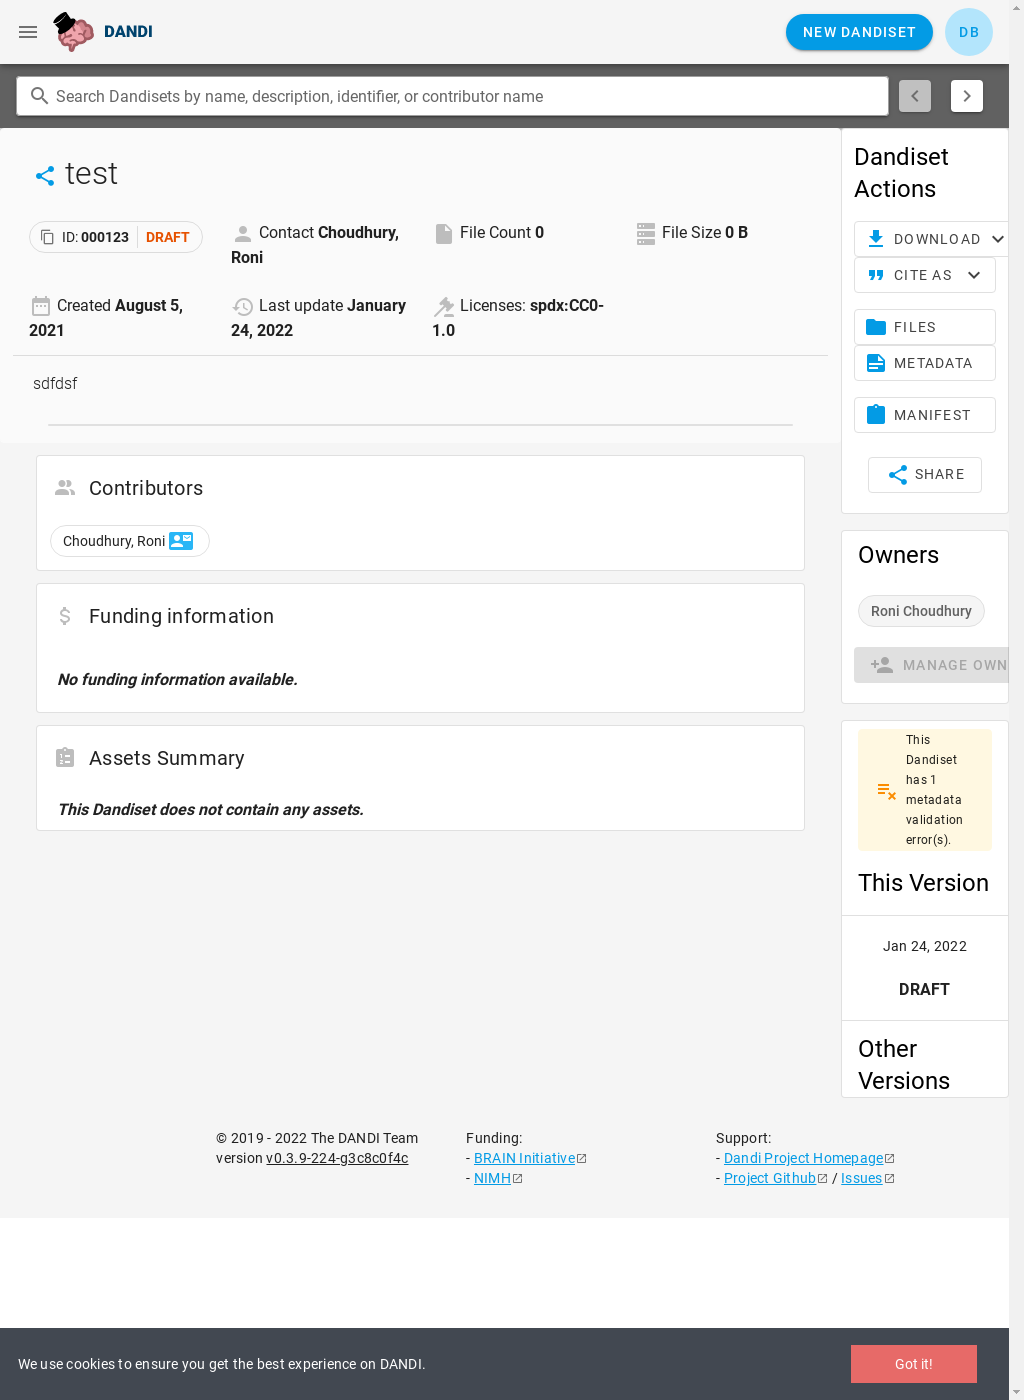 DANDI
NEW DANDISET
DB
Search Dandisets by name, description, identifier, or contributor name
test
ID: 000123 DRAFT
Contact Choudhury,
Roni
File Count 0
File Size 0 B
Created August 5,
2021
Last update January
24, 2022
Licenses: spdx:CC0-
1.0
sdfdsf
Contributors
Choudhury, Roni
Funding information
No funding information available.
Assets Summary
This Dandiset does not contain any assets.
Dandiset
Actions
DOWNLOAD
CITE AS
FILES
METADATA
MANIFEST
SHARE
Owners
Roni Choudhury
MANAGE OWN
This
Dandiset
has 1
metadata
validation
error(s).
This Version
Jan 24, 2022
DRAFT
Other
Versions
© 2019 - 2022 The DANDI Team
version v0.3.9-224-g3c8c0f4c
Funding:
- BRAIN Initiative
- NIMH
Support:
- Dandi Project Homepage
- Project Github / Issues
We use cookies to ensure you get the best experience on DANDI.
Got it!